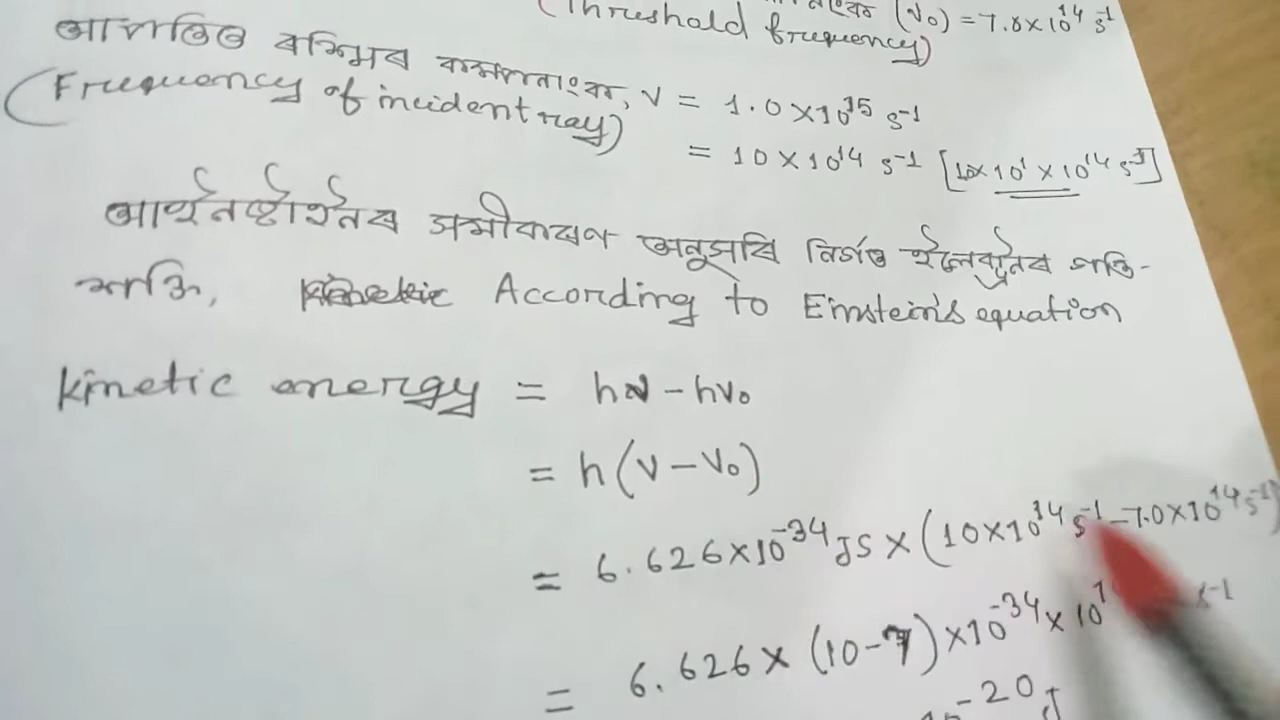 (ν₀) = 7.0×10¹⁴ s⁻¹
(Threshold frequency)
আপতিত ৰশ্মিৰ কম্পনাংক, ν = 1.0×10¹⁵ s⁻¹
(Frequency of incident ray)
= 10×10¹⁴ s⁻¹ [10×10¹×10¹⁴ s⁻¹]
আইনষ্টাইনৰ সমীকৰণ অনুসৰি নিৰ্গত ইলেক্ট্ৰনৰ গতি-
শক্তি, According to Einstein's equation
Kinetic energy = hν – hν₀
= h(ν – ν₀)
= 6.626×10⁻³⁴ JS × (10×10¹⁴ s⁻¹ – 7.0×10¹⁴ s⁻¹)
= 6.626 × (10-7) × 10⁻³⁴ × 10
⁻²⁰ J